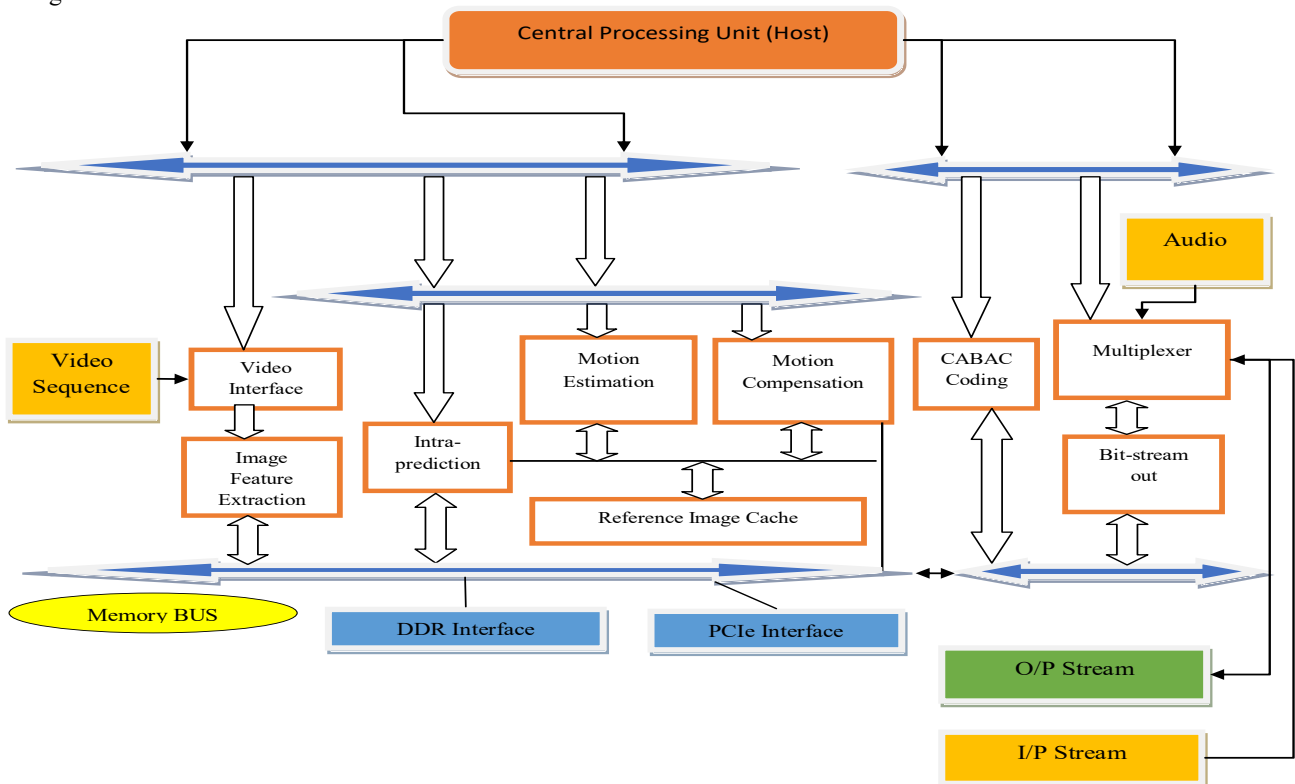 Central Processing Unit (Host)
Audio
Video
Sequence
Video
Interface
Motion
Estimation
Motion
Compensation
CABAC
Coding
Multiplexer
Image
Feature
Extraction
Intra-
prediction
Bit-stream
out
Reference Image Cache
Memory BUS
DDR Interface
PCIe Interface
O/P Stream
I/P Stream